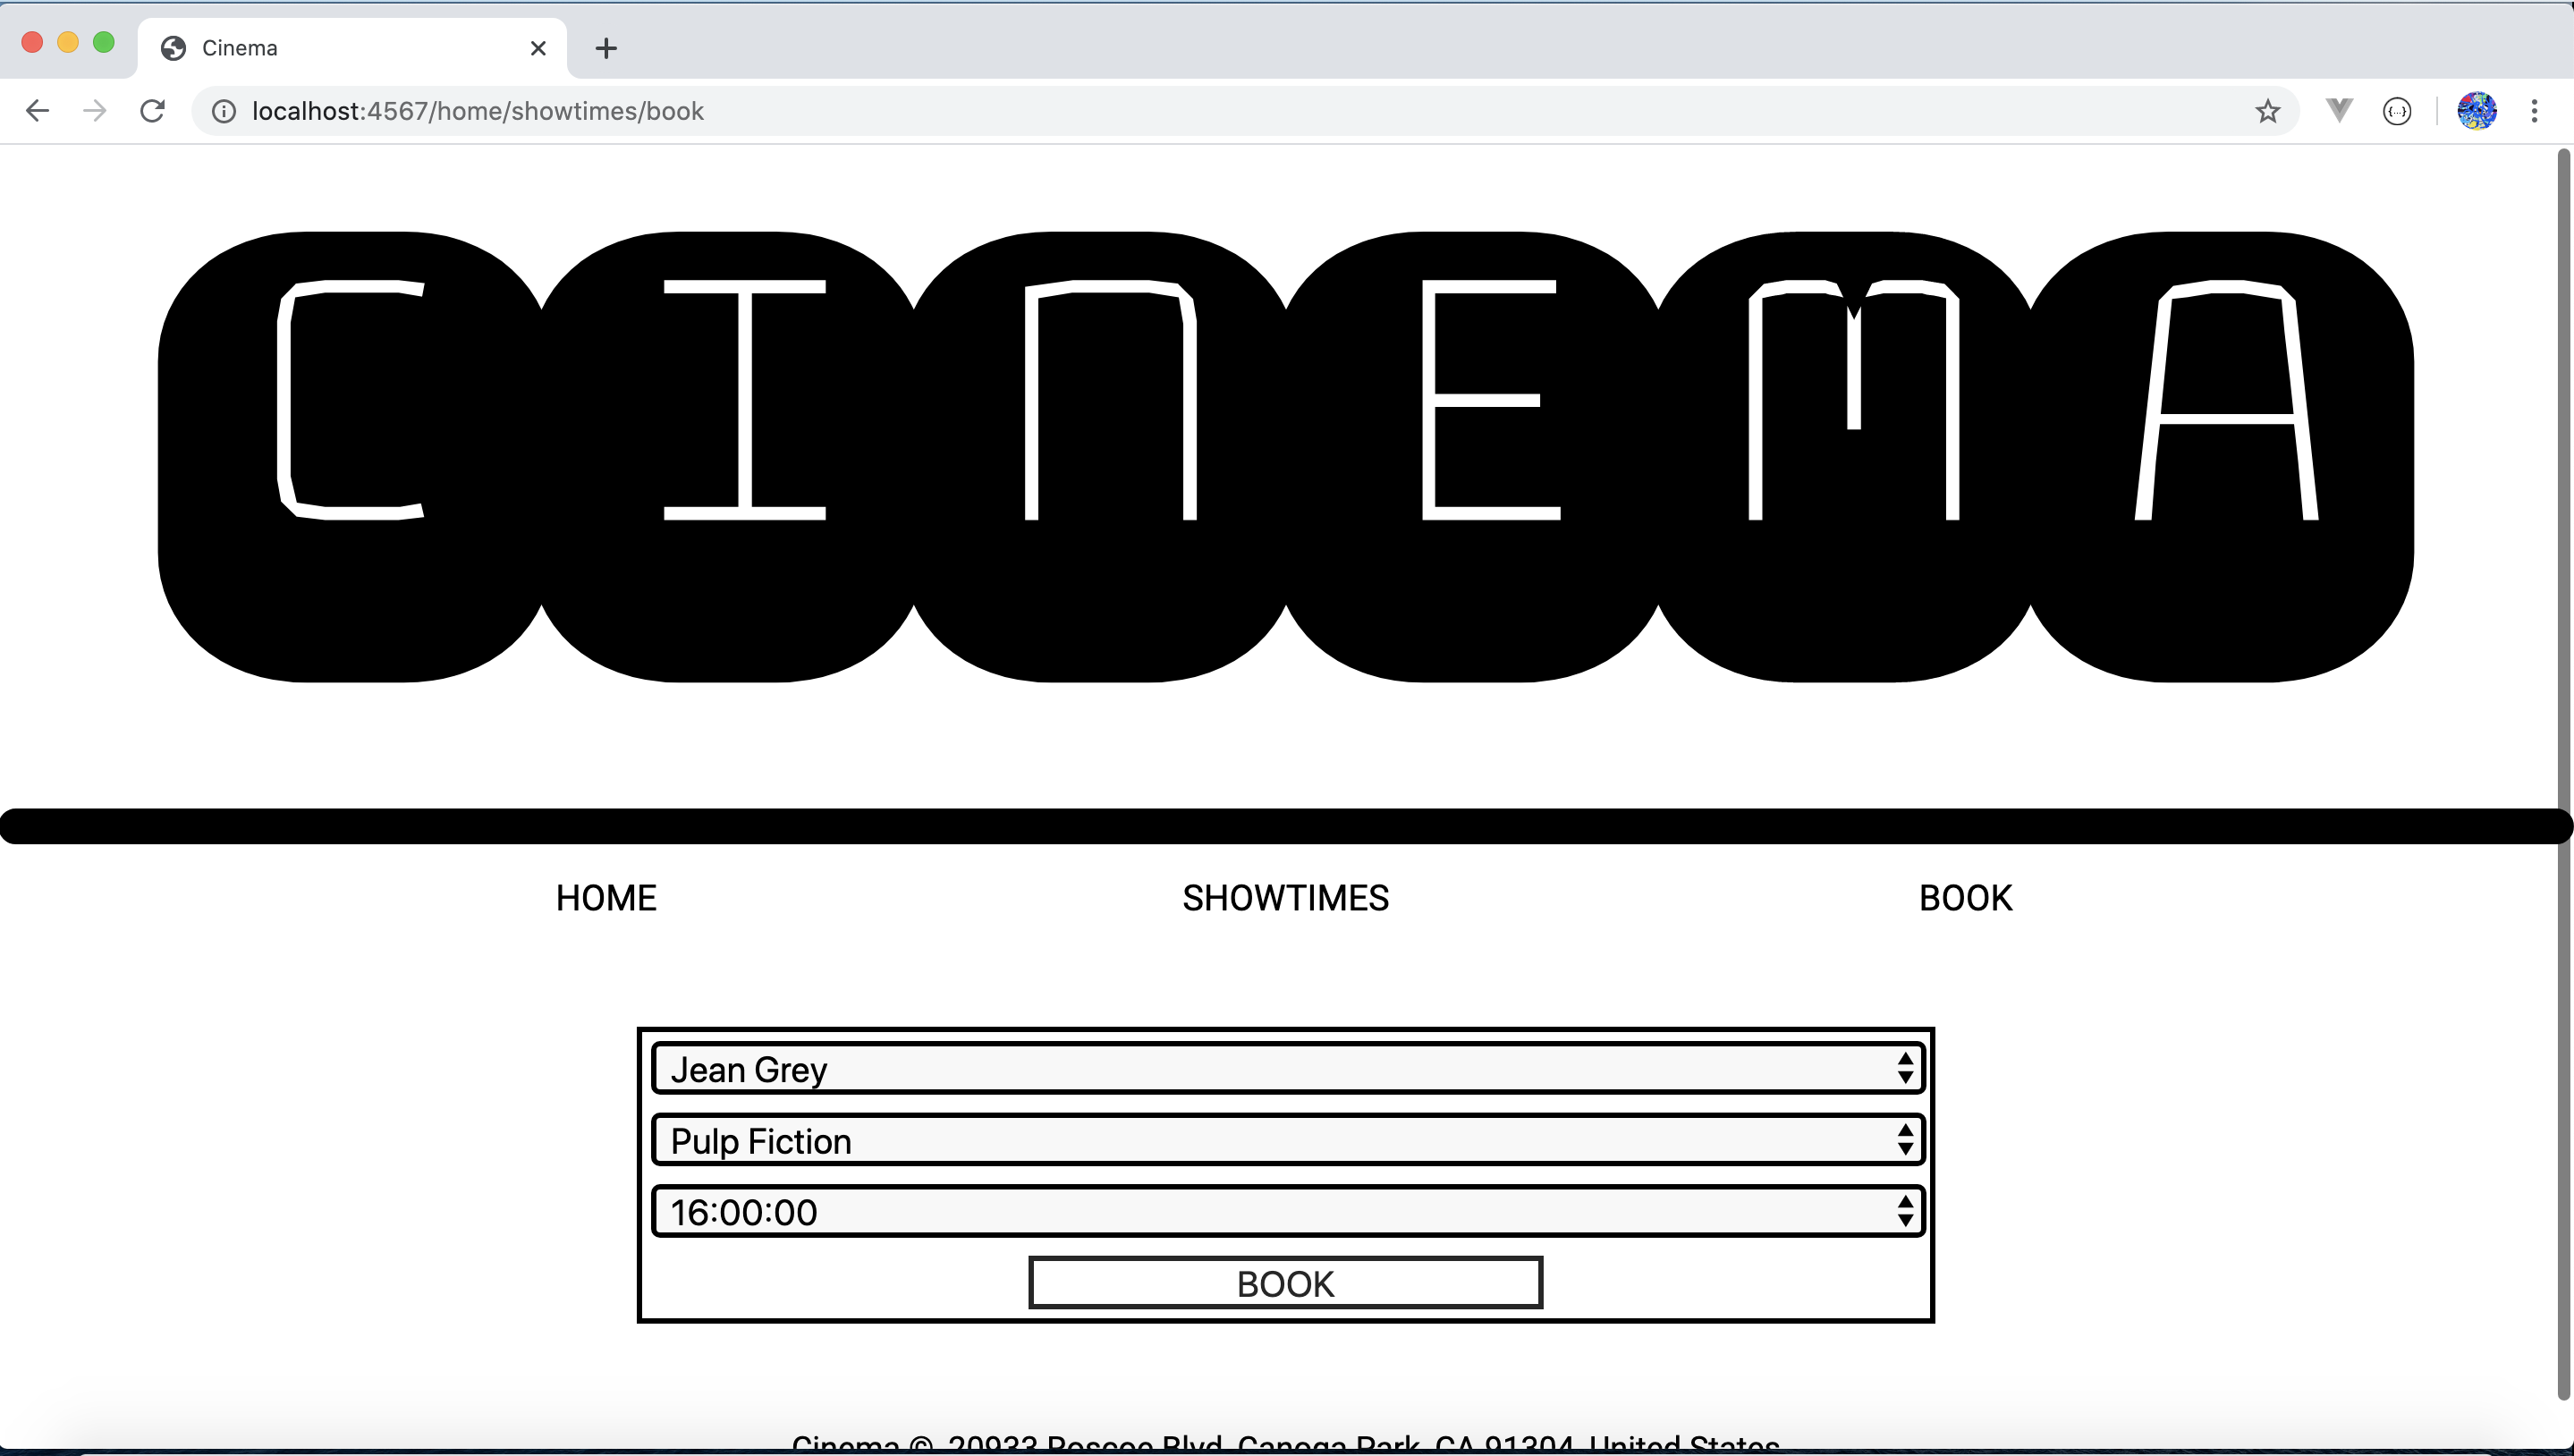 Cinema
localhost:4567/home/showtimes/book
{...}
CINEMA
HOME SHOWTIMES BOOK
Jean Grey
Pulp Fiction
16:00:00
BOOK
Cinema © 20933 Roscoe Blvd, Canoga Park, CA 91304, United States